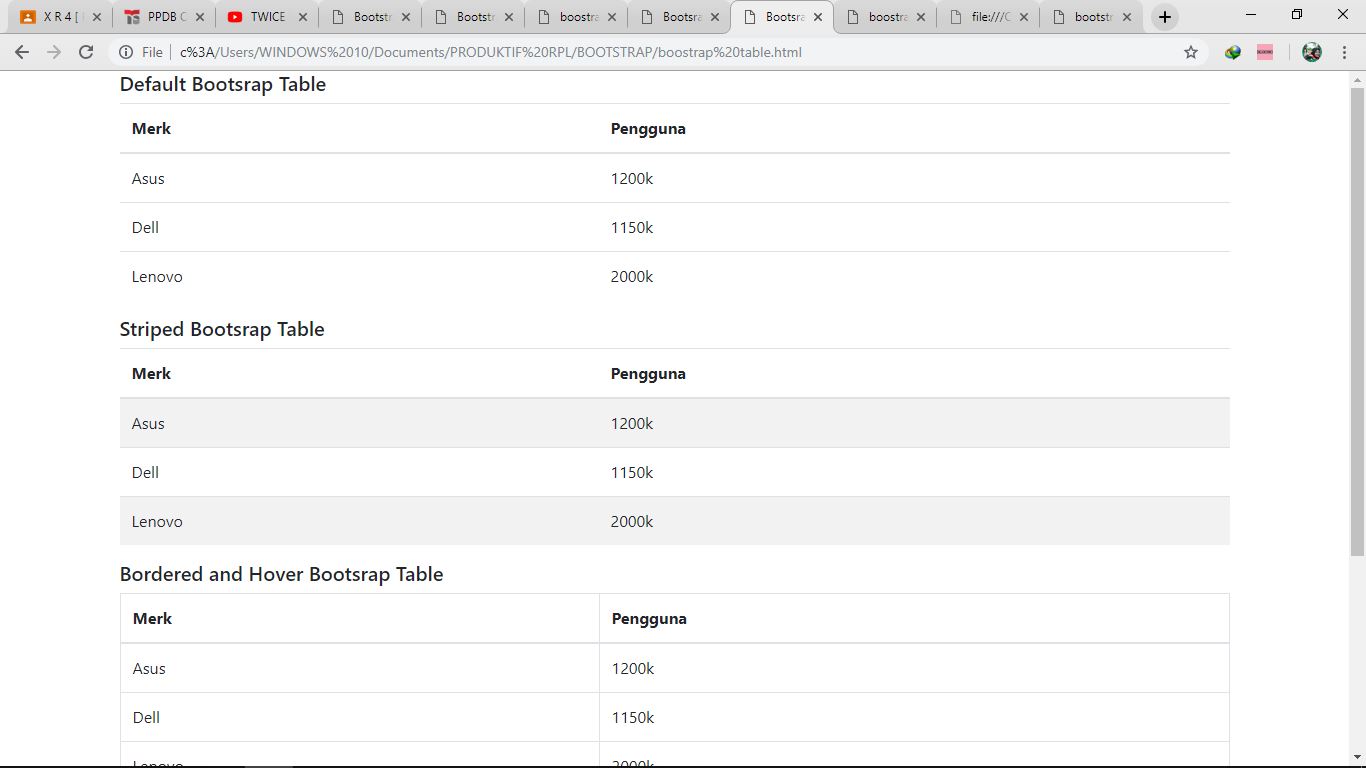 X R 4 [
PPDB C
TWICE
Bootstr
Bootstr
boostra
Bootsra
Bootsra
boostra
file:///C
bootstr
File | c%3A/Users/WINDOWS%2010/Documents/PRODUKTIF%20RPL/BOOTSTRAP/boostrap%20table.html
Default Bootsrap Table
Merk Pengguna
Asus 1200k
Dell 1150k
Lenovo 2000k
Striped Bootsrap Table
Merk Pengguna
Asus 1200k
Dell 1150k
Lenovo 2000k
Bordered and Hover Bootsrap Table
Merk Pengguna
Asus 1200k
Dell 1150k
Lenovo 2000k